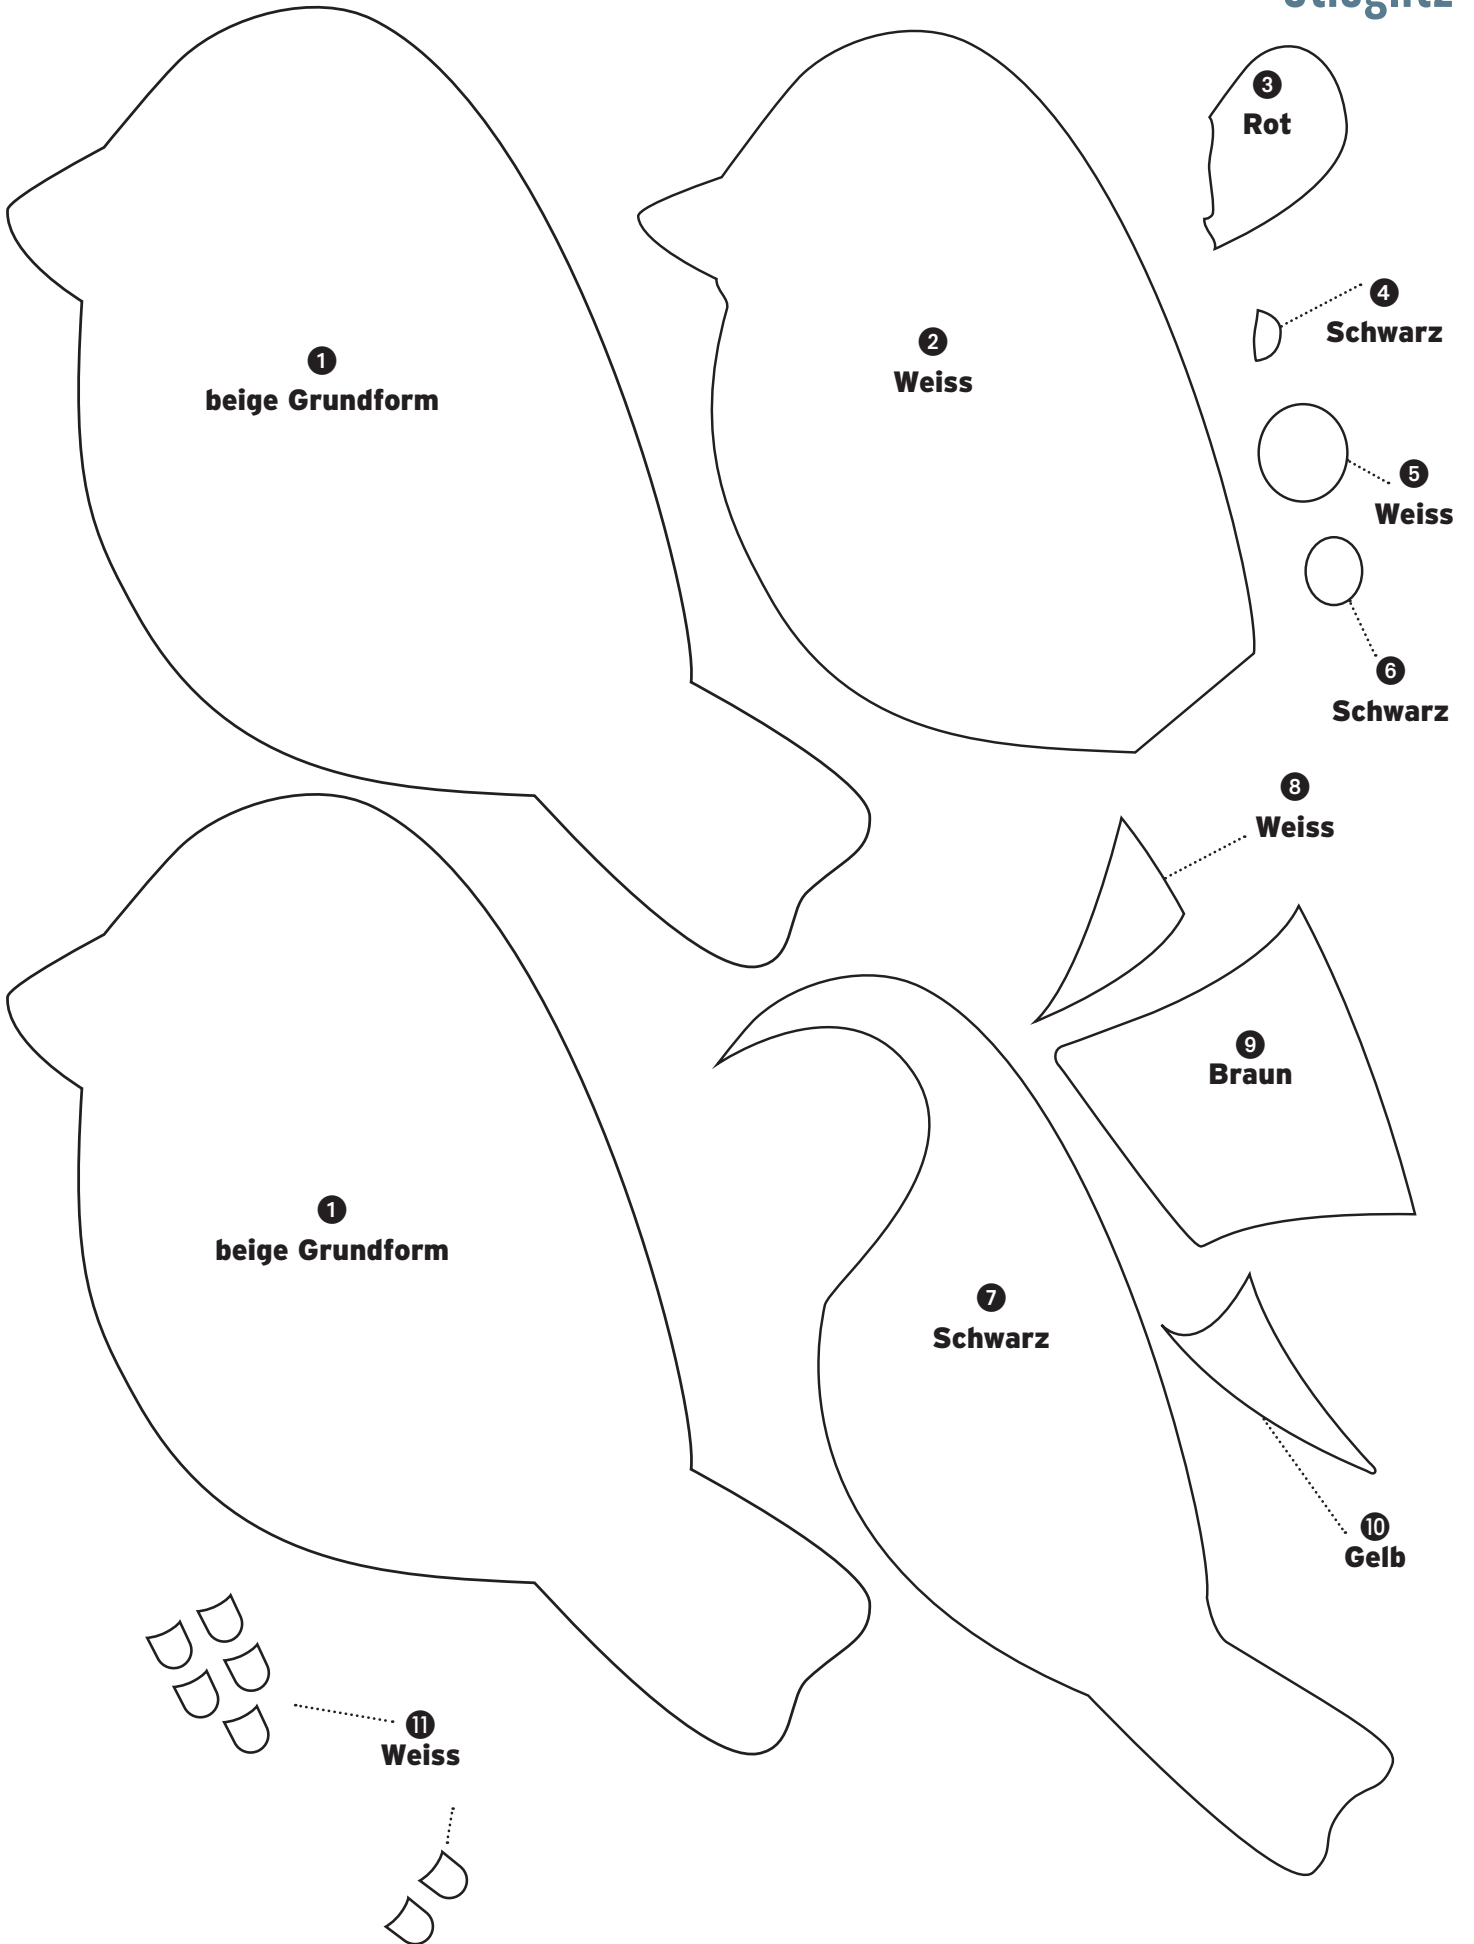 Stieglitz
3
Rot
4
Schwarz
1
beige Grundform
2
Weiss
5
Weiss
6
Schwarz
8
Weiss
9
Braun
1
beige Grundform
7
Schwarz
10
Gelb
11
Weiss